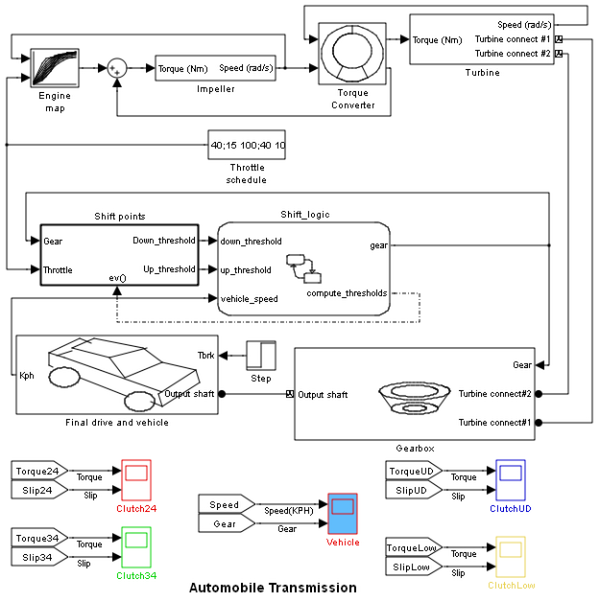 Speed (rad/s)
Torque (Nm)
Turbine connect #1
Turbine connect #2
Turbine
Engine
map
Torque (Nm)
Speed (rad/s)
Impeller
Torque
Converter
40;15 100;40 10
Throttle
schedule
Shift points
Gear
Down_threshold
Throttle
Up_threshold
ev()
Shift_logic
down_threshold
gear
up_threshold
compute_thresholds
vehicle_speed
Kph
Tbrk
Output shaft
Final drive and vehicle
Step
Gear
Output shaft
Turbine connect#2
Turbine connect#1
Gearbox
Torque24
Torque
Slip24
Slip
Clutch24
Torque34
Torque
Slip34
Slip
Clutch34
Speed
Speed(KPH)
Gear
Gear
Vehicle
TorqueUD
Torque
SlipUD
Slip
ClutchUD
TorqueLow
Torque
SlipLow
Slip
ClutchLow
Automobile Transmission